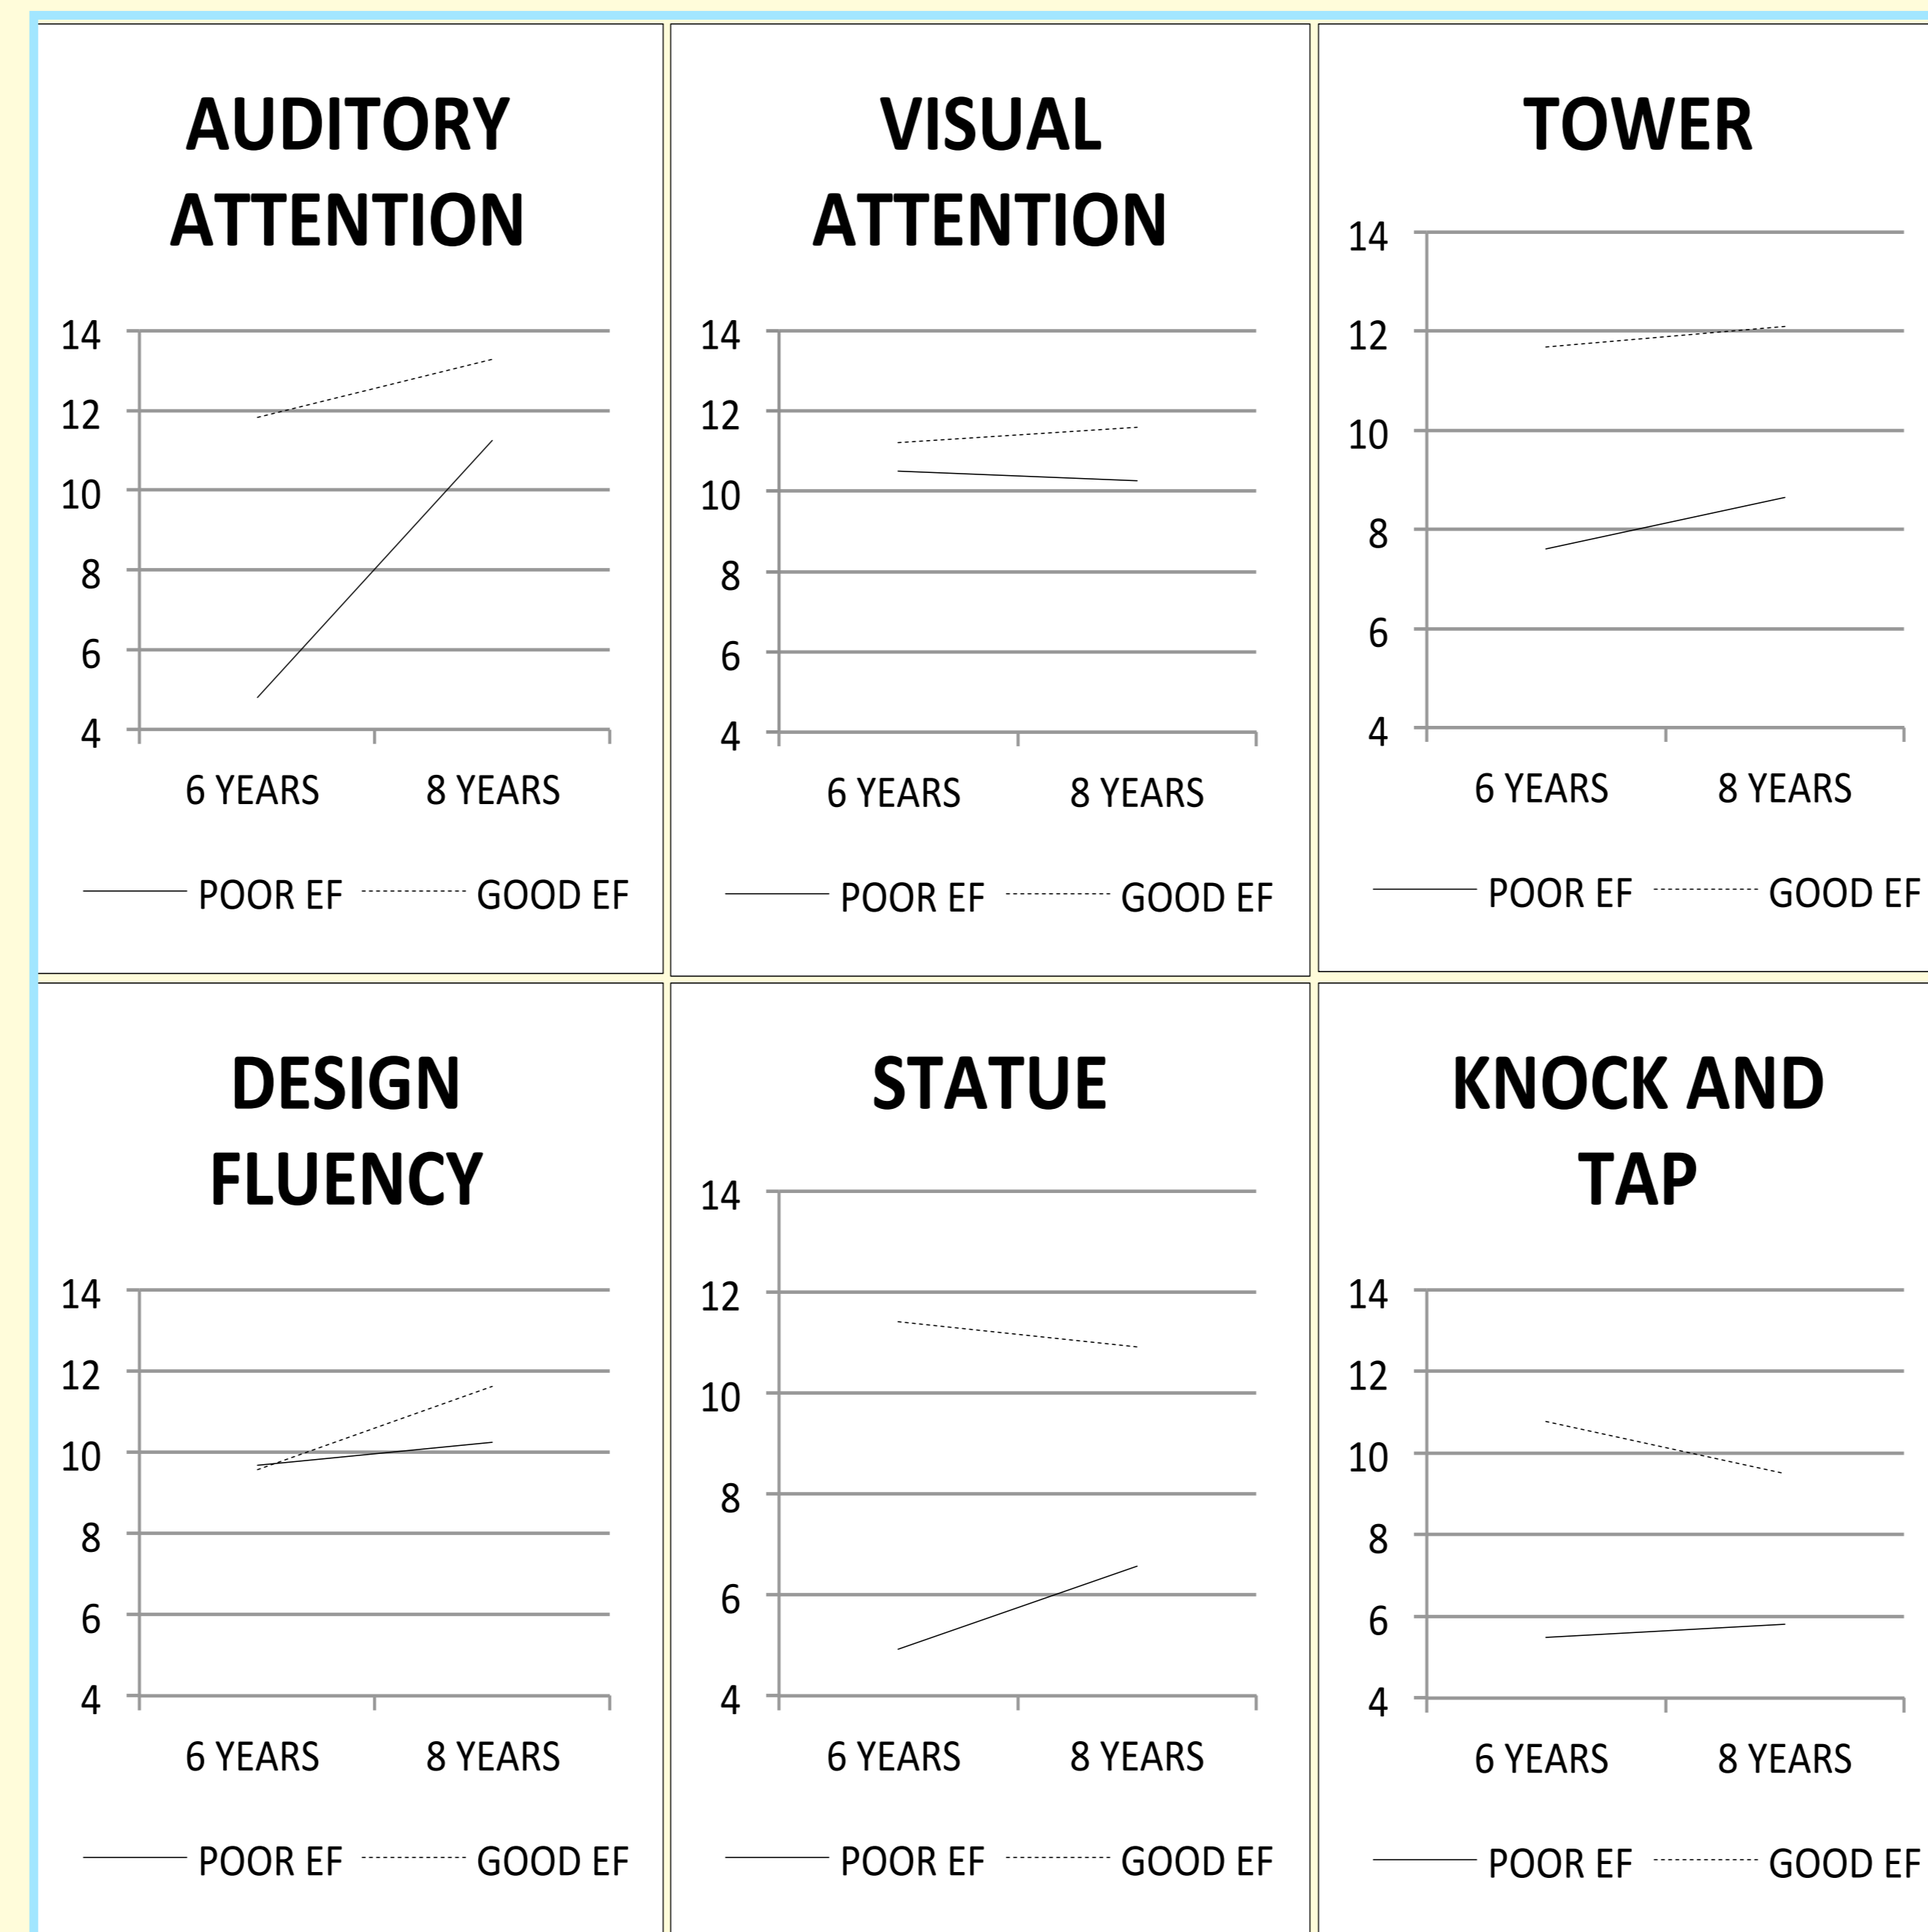 AUDITORY
ATTENTION
14
12
10
8
6
4
6 YEARS 8 YEARS
POOR EF GOOD EF
VISUAL
ATTENTION
14
12
10
8
6
4
6 YEARS 8 YEARS
POOR EF GOOD EF
TOWER
14
12
10
8
6
4
6 YEARS 8 YEARS
POOR EF GOOD EF
DESIGN
FLUENCY
14
12
10
8
6
4
6 YEARS 8 YEARS
POOR EF GOOD EF
STATUE
14
12
10
8
6
4
6 YEARS 8 YEARS
POOR EF GOOD EF
KNOCK AND
TAP
14
12
10
8
6
4
6 YEARS 8 YEARS
POOR EF GOOD EF